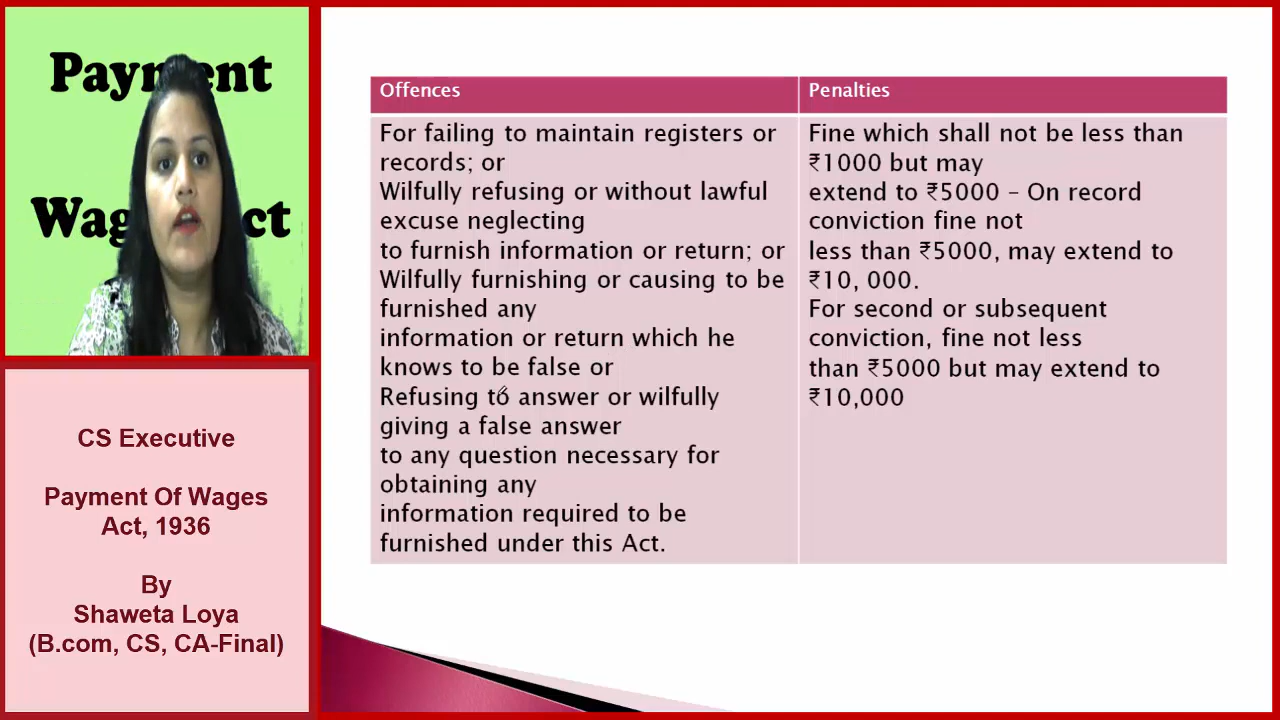 Payment
Wages Act
CS Executive
Payment Of Wages
Act, 1936
By
Shaweta Loya
(B.com, CS, CA-Final)
Offences
For failing to maintain registers or
records; or
Wilfully refusing or without lawful
excuse neglecting
to furnish information or return; or
Wilfully furnishing or causing to be
furnished any
information or return which he
knows to be false or
Refusing to answer or wilfully
giving a false answer
to any question necessary for
obtaining any
information required to be
furnished under this Act.
Penalties
Fine which shall not be less than
₹1000 but may
extend to ₹5000 – On record
conviction fine not
less than ₹5000, may extend to
₹10, 000.
For second or subsequent
conviction, fine not less
than ₹5000 but may extend to
₹10,000